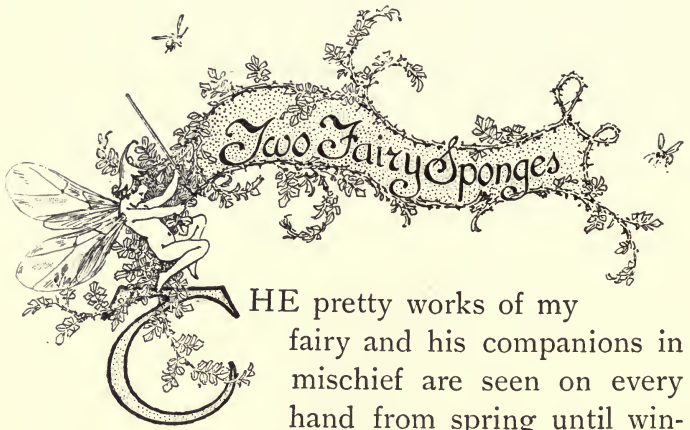 Two Fairy Sponges
THE pretty works of my
fairy and his companions in
mischief are seen on every
hand from spring until win-